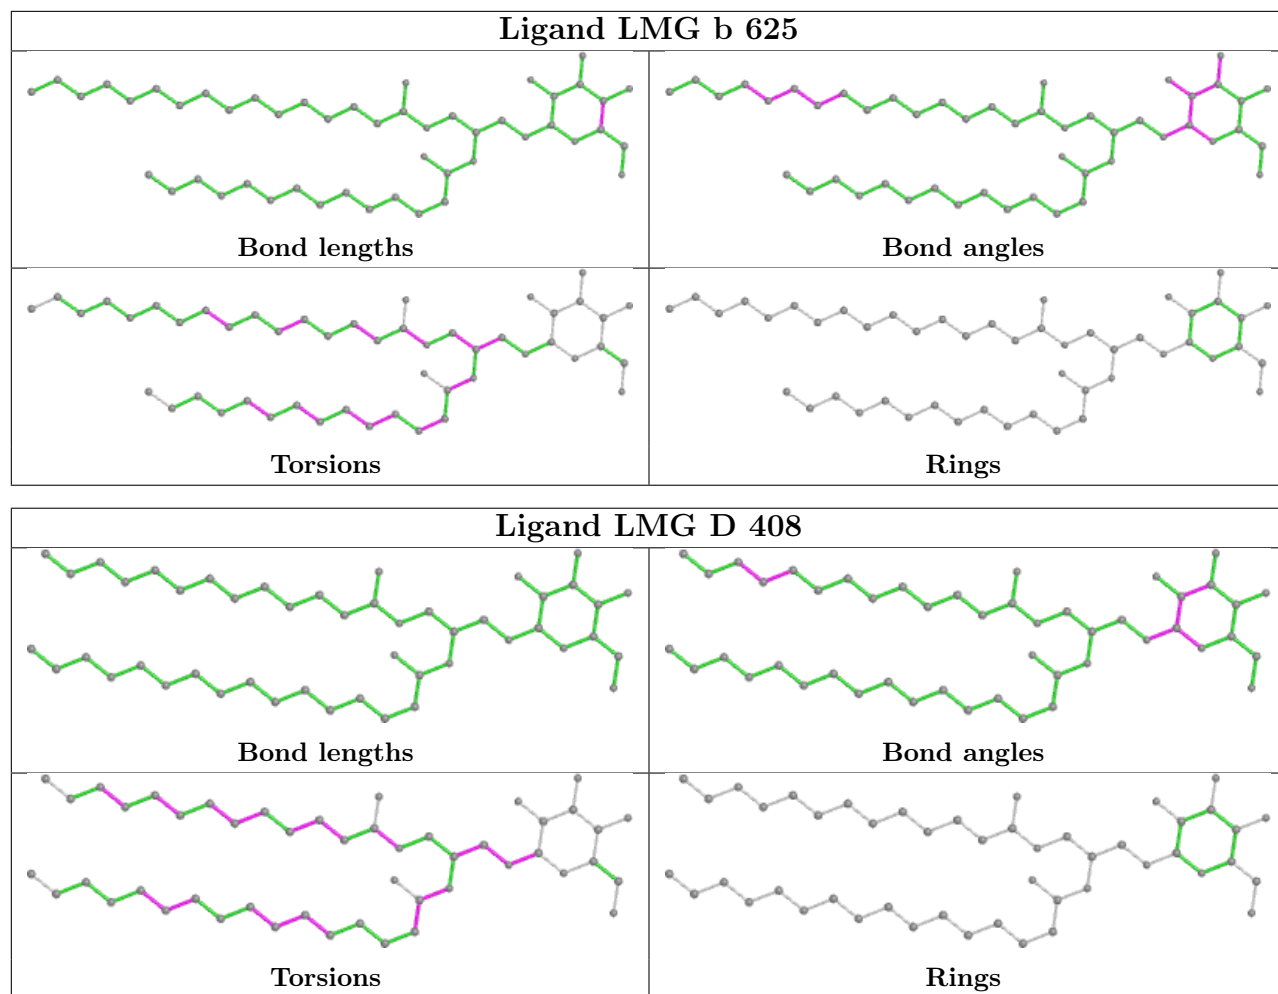 Ligand LMG b 625
Bond lengths
Bond angles
Torsions
Rings
Ligand LMG D 408
Bond lengths
Bond angles
Torsions
Rings